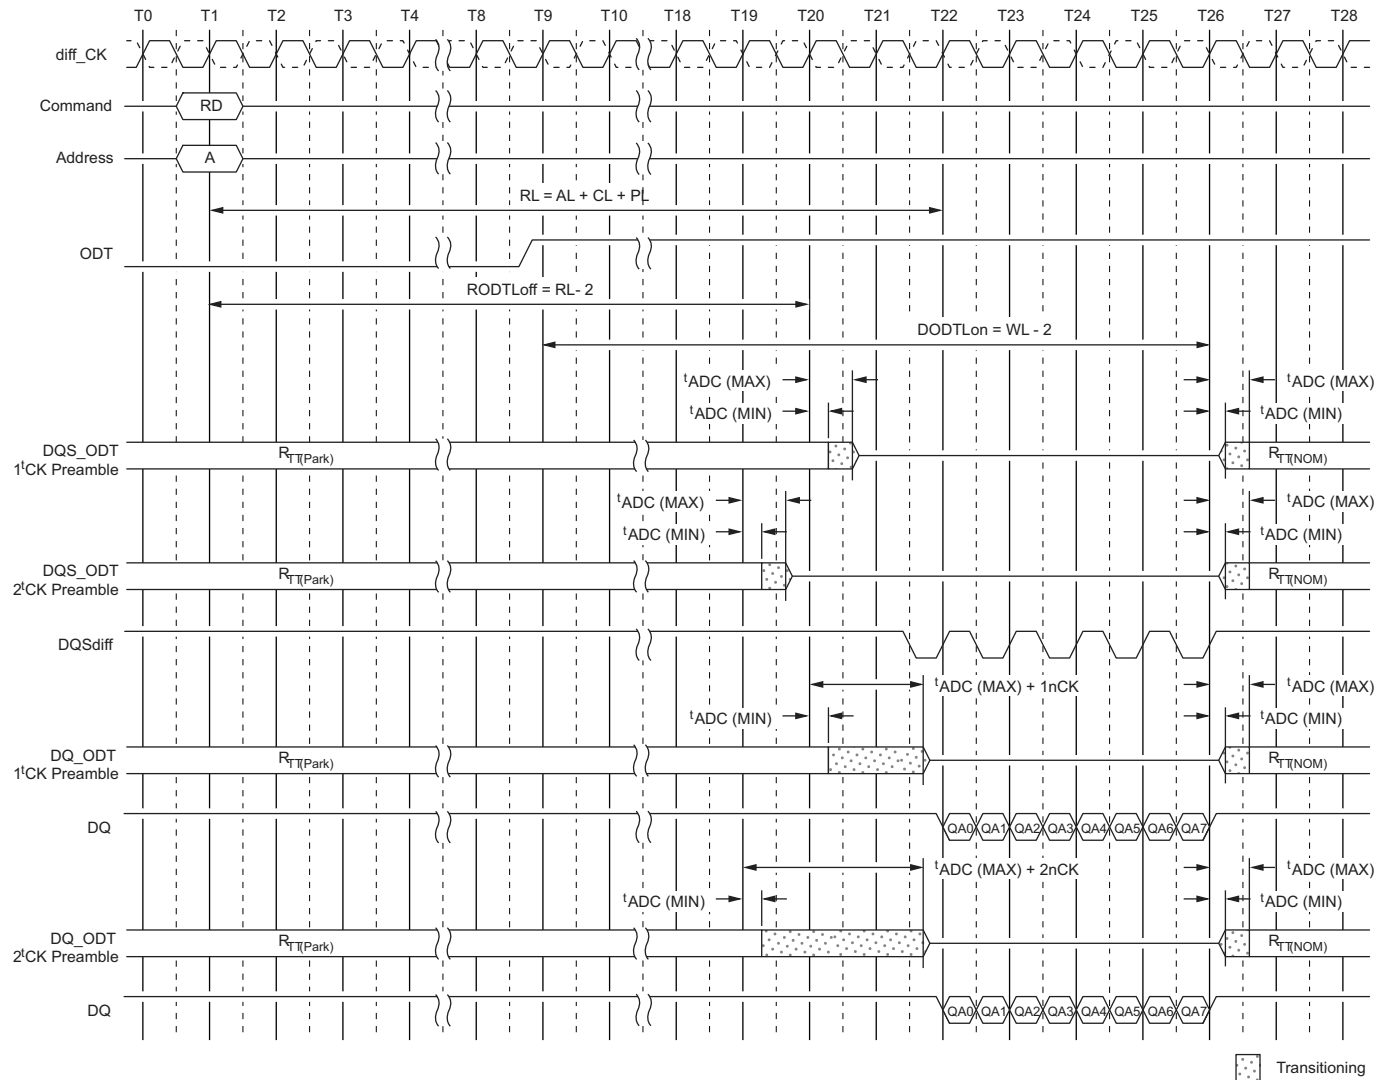 T0 T1 T2 T3 T4 T8 T9 T10 T18 T19 T20 T21 T22 T23 T24 T25 T26 T27 T28
diff_CK
Command RD
Address A
RL = AL + CL + PL
ODT
RODTLoff = RL- 2
DODTLon = WL - 2
tADC (MAX) tADC (MAX)
tADC (MIN) tADC (MIN)
DQS_ODT
1tCK Preamble RTT(Park) RTT(NOM)
tADC (MAX) tADC (MAX)
tADC (MIN) tADC (MIN)
DQS_ODT
2tCK Preamble RTT(Park) RTT(NOM)
DQSdiff
tADC (MAX) + 1nCK tADC (MAX)
tADC (MIN) tADC (MIN)
DQ_ODT
1tCK Preamble RTT(Park) RTT(NOM)
DQ QA0 QA1 QA2 QA3 QA4 QA5 QA6 QA7
tADC (MAX) + 2nCK tADC (MAX)
tADC (MIN) tADC (MIN)
DQ_ODT
2tCK Preamble RTT(Park) RTT(NOM)
DQ QA0 QA1 QA2 QA3 QA4 QA5 QA6 QA7
Transitioning